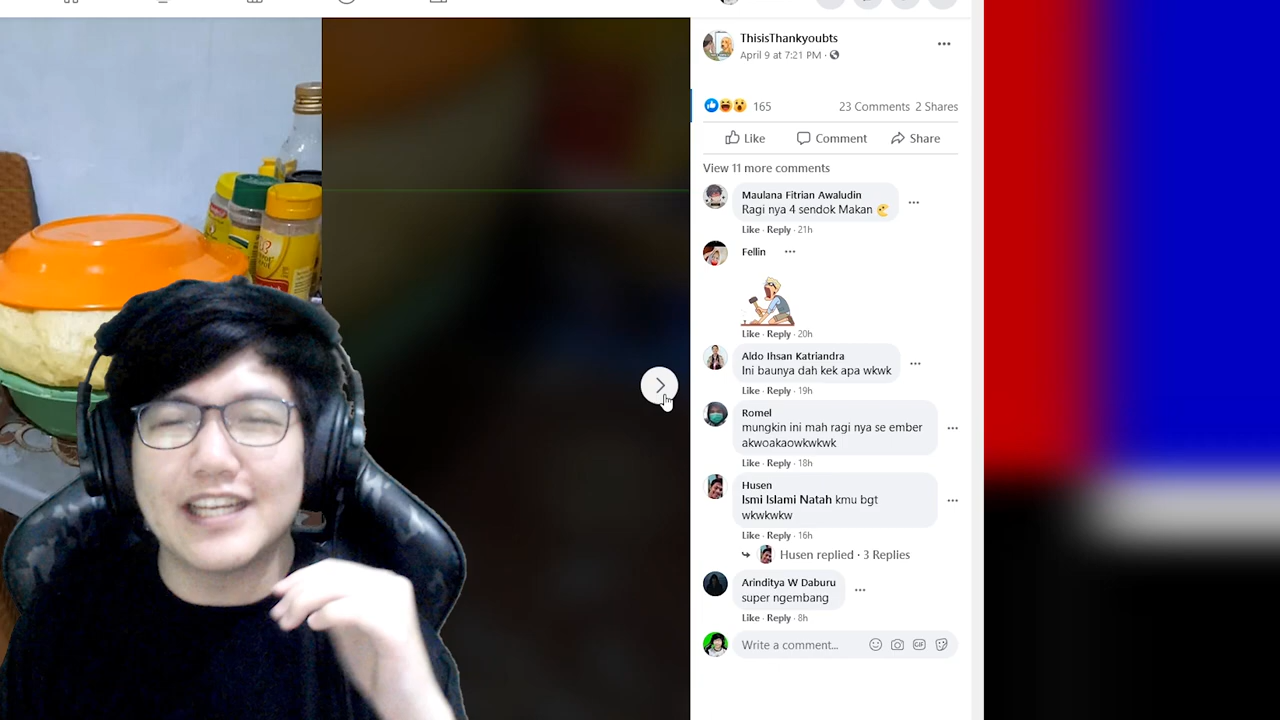 ThisisThankyoubts
April 9 at 7:21 PM ·
165
23 Comments 2 Shares
Like Comment Share
View 11 more comments
Maulana Fitrian Awaludin
Ragi nya 4 sendok Makan
Like · Reply · 21h
Fellin
Like · Reply · 20h
Aldo Ihsan Katriandra
Ini baunya dah kek apa wkwk
Like · Reply · 19h
Romel
mungkin ini mah ragi nya se ember
akwoakaowkwkwk
Like · Reply · 18h
Husen
Ismi Islami Natah kmu bgt
wkwkwkw
Like · Reply · 16h
Husen replied · 3 Replies
Arinditya W Daburu
super ngembang
Like · Reply · 8h
Write a comment...
GIF